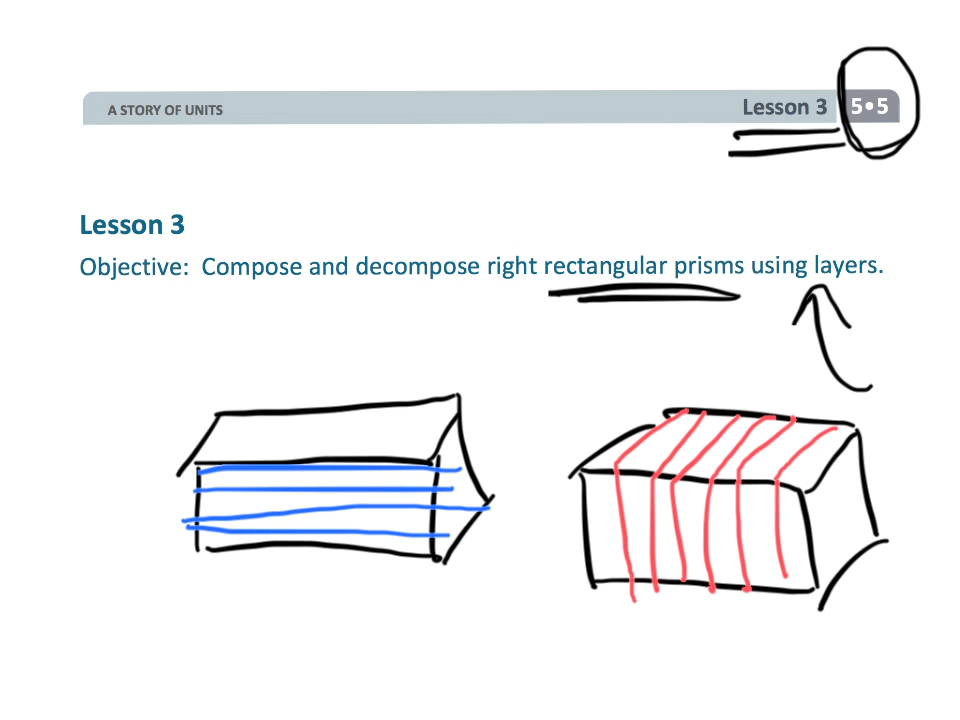 A STORY OF UNITS
Lesson 3 5•5
Lesson 3
Objective: Compose and decompose right rectangular prisms using layers.